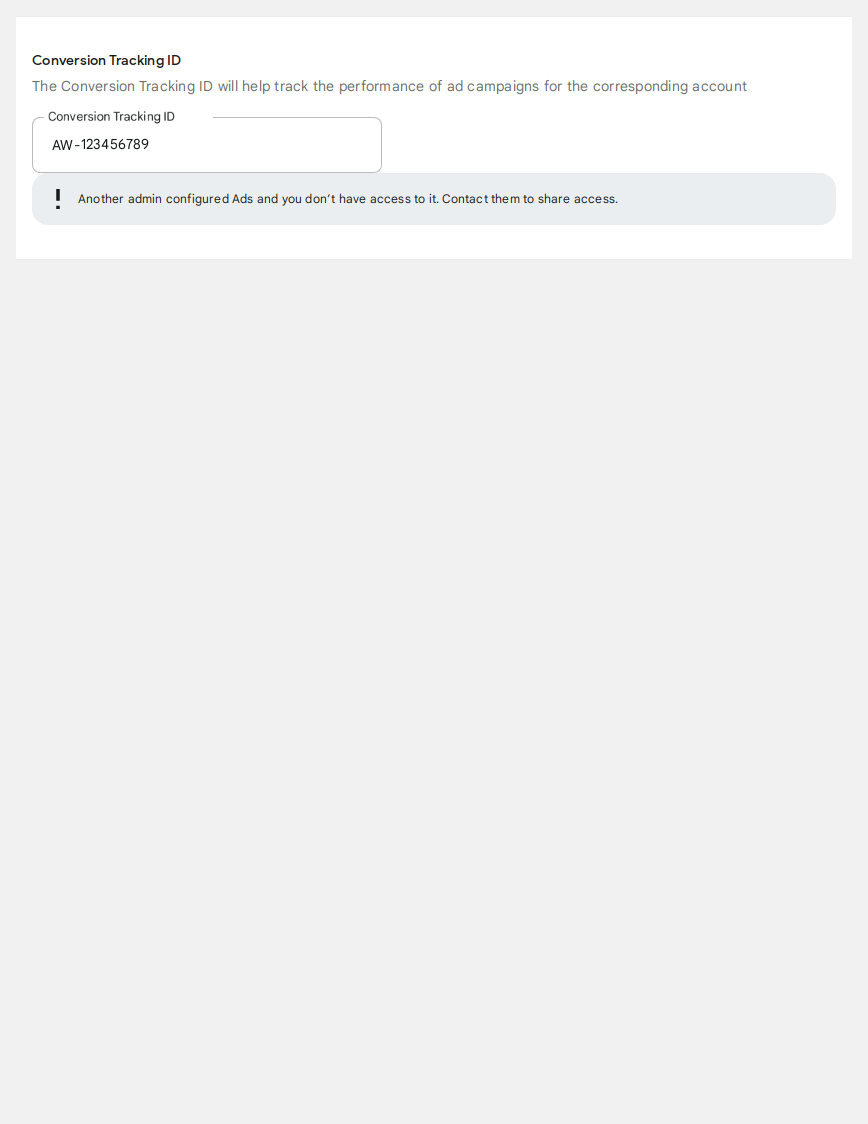 Conversion Tracking ID
The Conversion Tracking ID will help track the performance of ad campaigns for the corresponding account
Conversion Tracking ID
AW-123456789
Another admin configured Ads and you don’t have access to it. Contact them to share access.